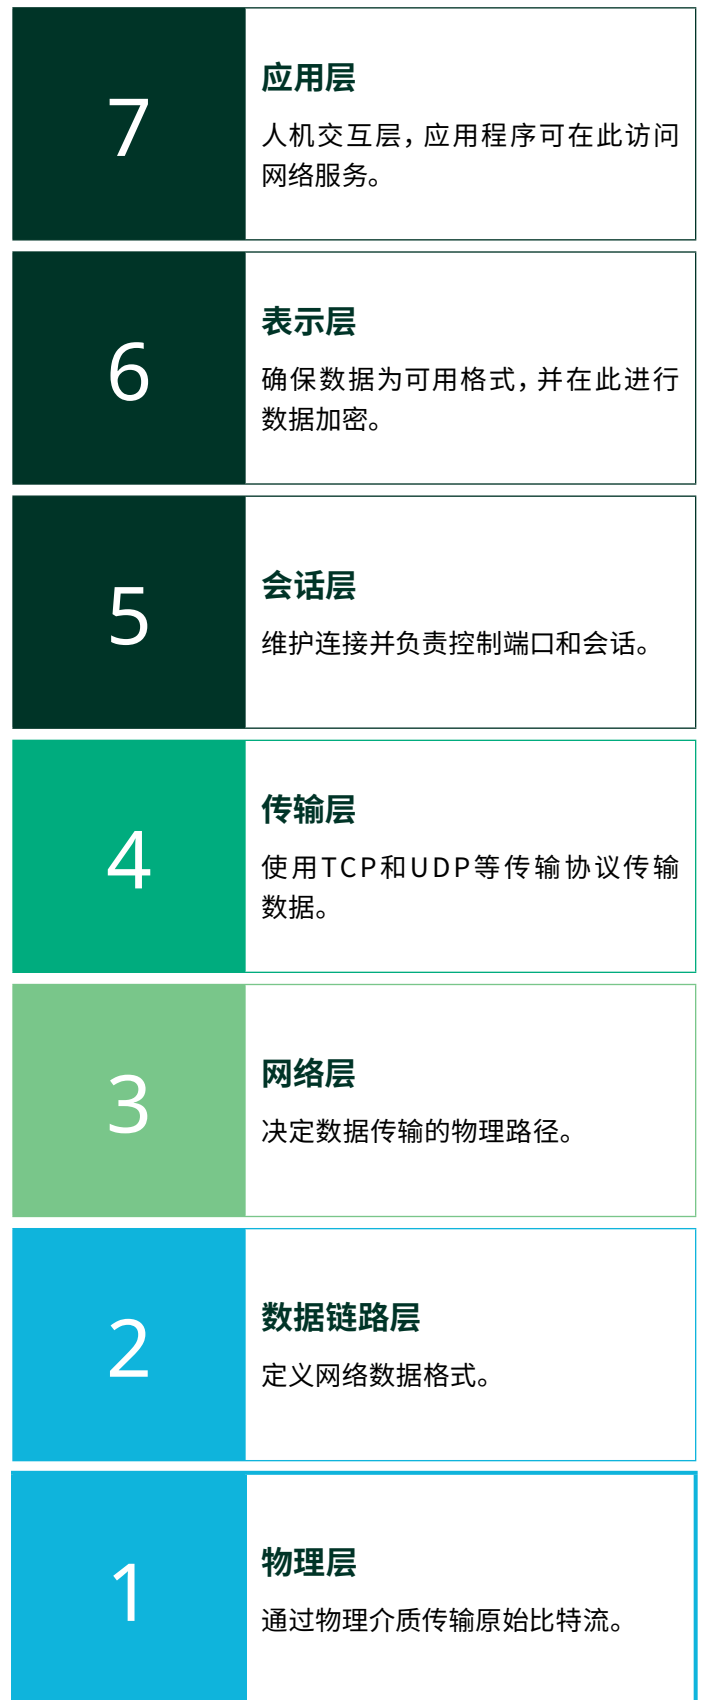 7
应用层
人机交互层，应用程序可在此访问
网络服务。
6
表示层
确保数据为可用格式，并在此进行
数据加密。
5
会话层
维护连接并负责控制端口和会话。
4
传输层
使用TCP和UDP等传输协议传输
数据。
3
网络层
决定数据传输的物理路径。
2
数据链路层
定义网络数据格式。
1
物理层
通过物理介质传输原始比特流。